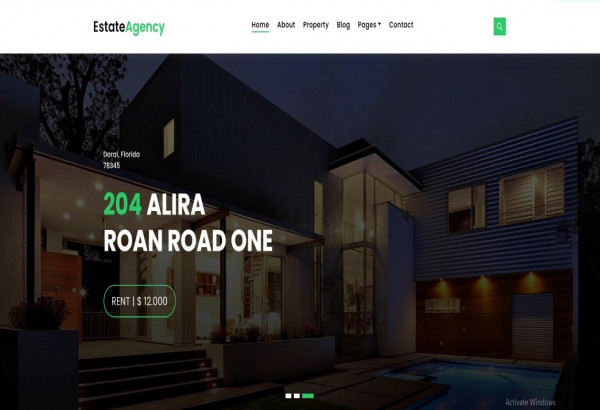 EstateAgency
Home About Property Blog Pages Contact
Doral, Florida
78345
204 ALIRA
ROAN ROAD ONE
RENT | $ 12.000
Activate Windows